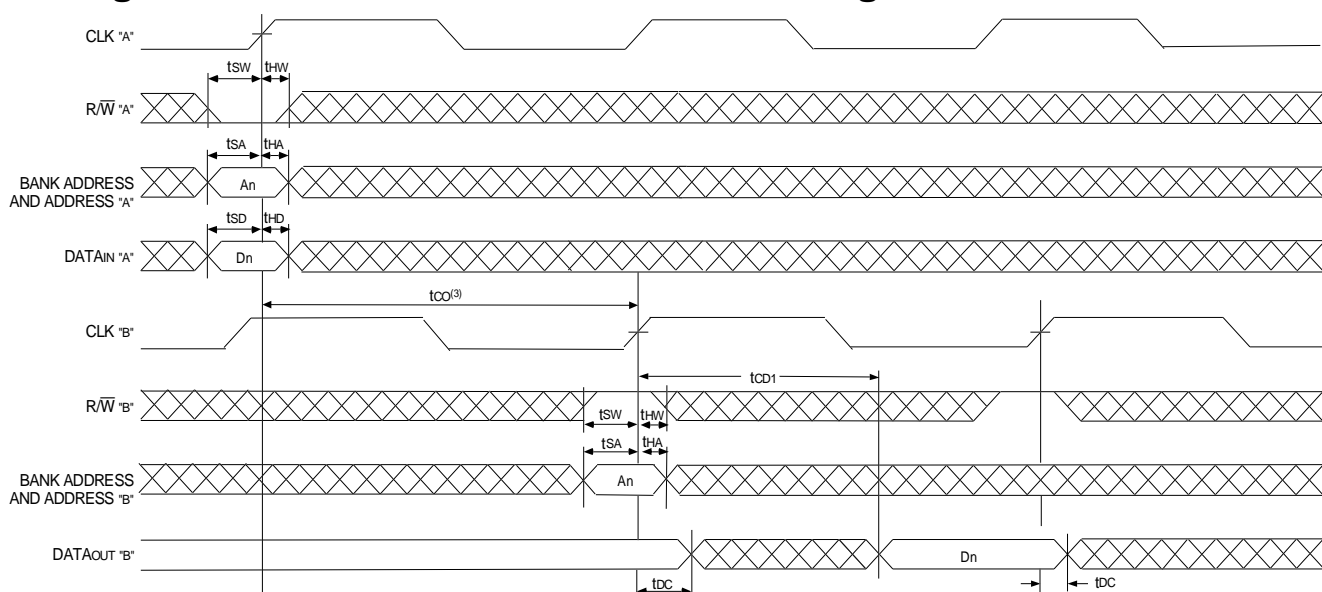 CLK "A"
tSW tHW
R/W̅ "A"
tSA tHA
BANK ADDRESS
AND ADDRESS "A"
An
tSD tHD
DATAIN "A"
Dn
tCO(3)
CLK "B"
tCD1
R/W̅ "B"
tSW tHW
tSA tHA
BANK ADDRESS
AND ADDRESS "B"
An
DATAOUT "B"
Dn
tDC
tDC